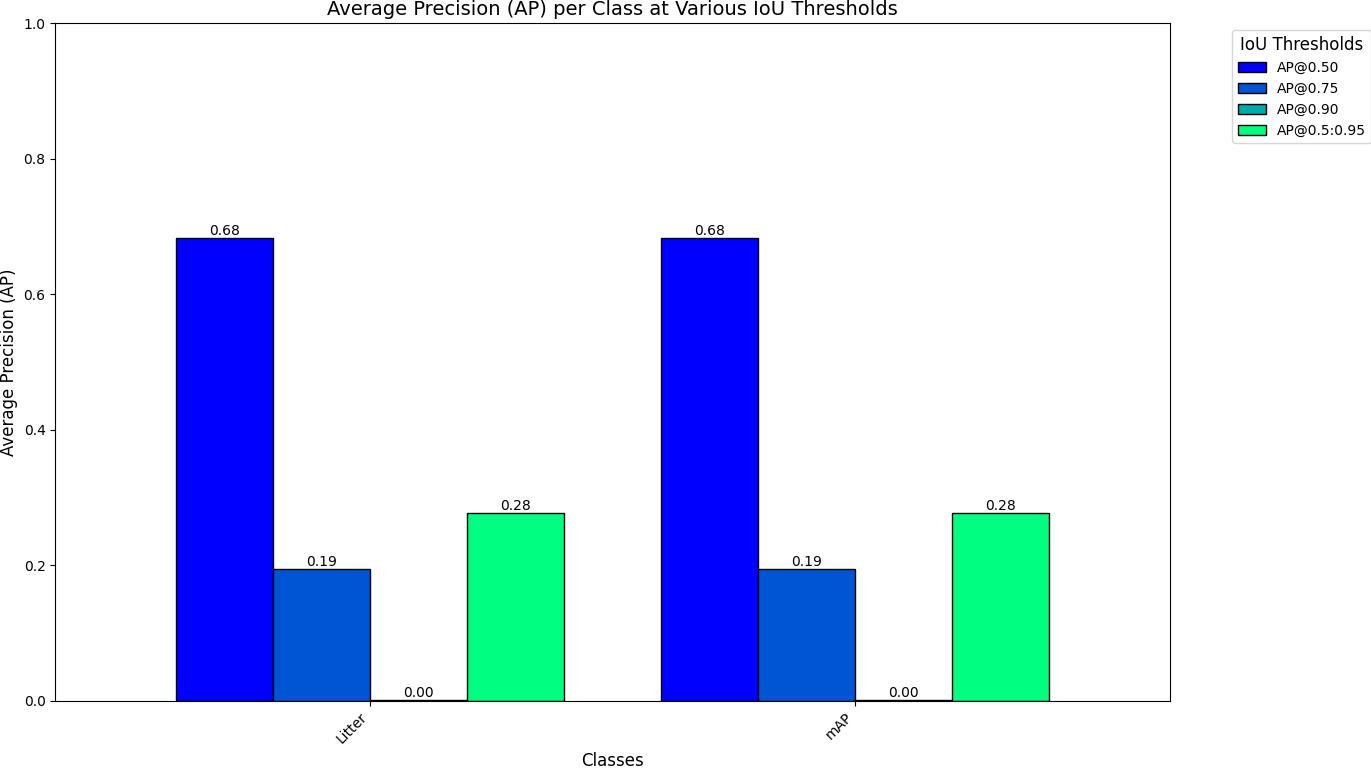 Average Precision (AP) per Class at Various IoU Thresholds
IoU Thresholds
AP@0.50
AP@0.75
AP@0.90
AP@0.5:0.95
Average Precision (AP)
1.0
0.8
0.6
0.4
0.2
0.0
0.68
0.19
0.00
0.28
0.68
0.19
0.00
0.28
Litter
mAP
Classes